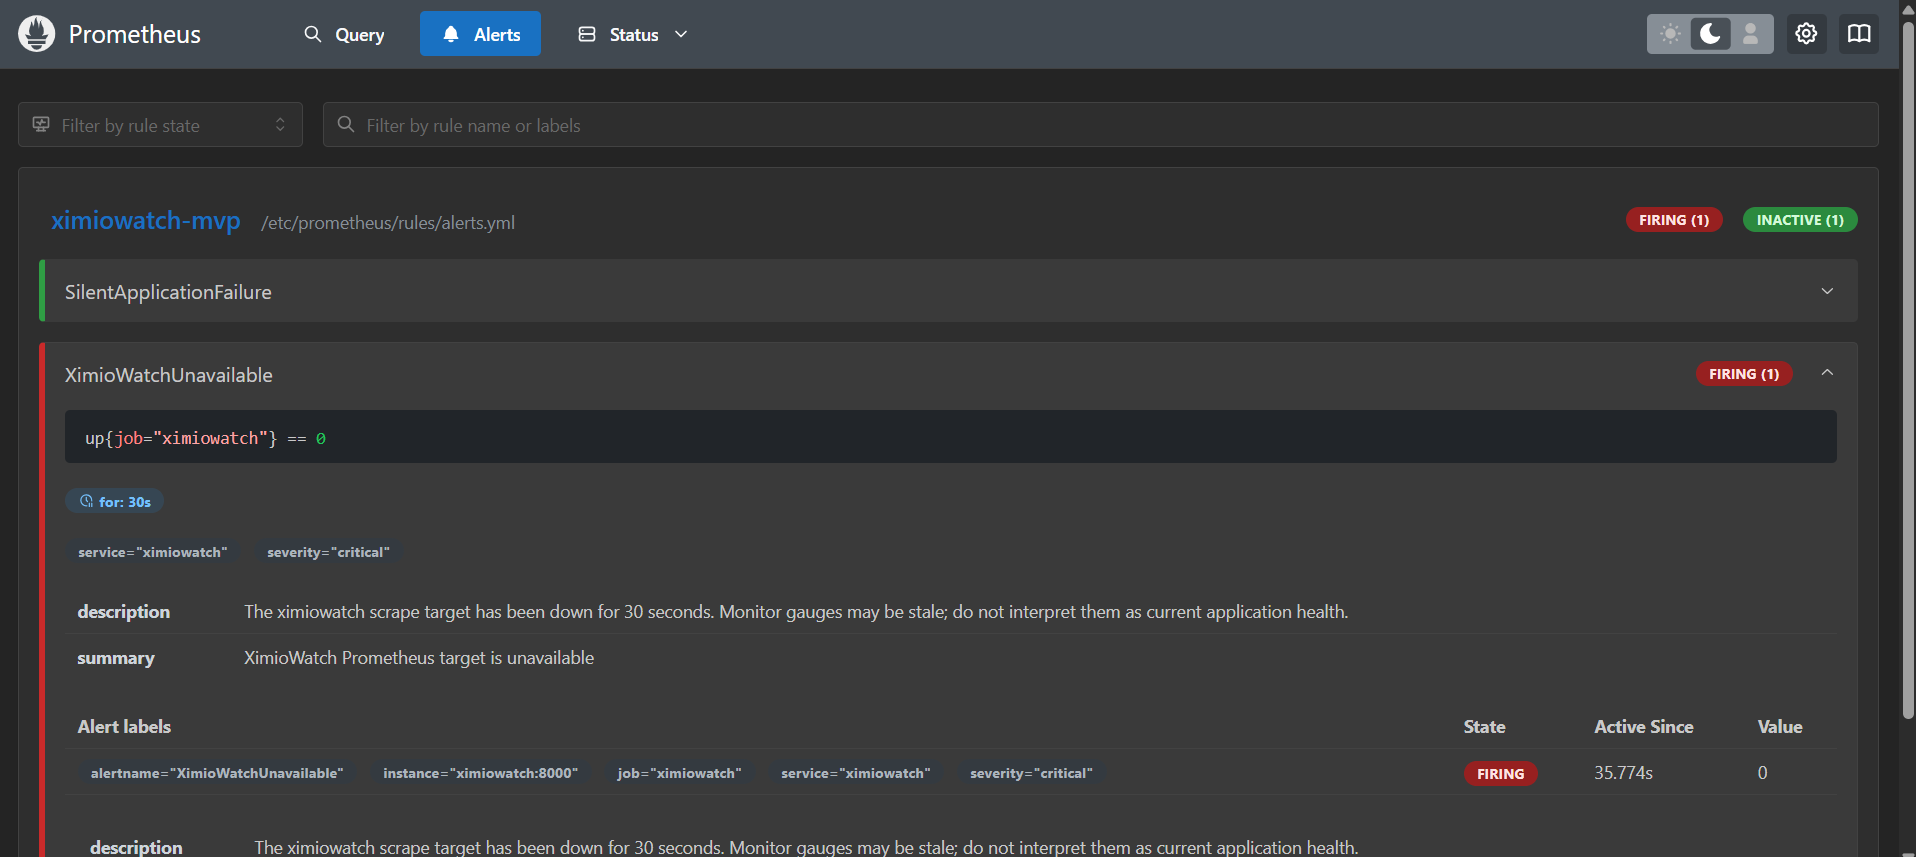 Prometheus Query Alerts Status
Filter by rule state Filter by rule name or labels
ximiowatch-mvp /etc/prometheus/rules/alerts.yml FIRING (1) INACTIVE (1)
SilentApplicationFailure
XimioWatchUnavailable FIRING (1)
up{job="ximiowatch"} == 0
for: 30s
service="ximiowatch" severity="critical"
description The ximiowatch scrape target has been down for 30 seconds. Monitor gauges may be stale; do not interpret them as current application health.
summary XimioWatch Prometheus target is unavailable
Alert labels State Active Since Value
alertname="XimioWatchUnavailable" instance="ximiowatch:8000" job="ximiowatch" service="ximiowatch" severity="critical" FIRING 35.774s 0
description The ximiowatch scrape target has been down for 30 seconds. Monitor gauges may be stale; do not interpret them as current application health.